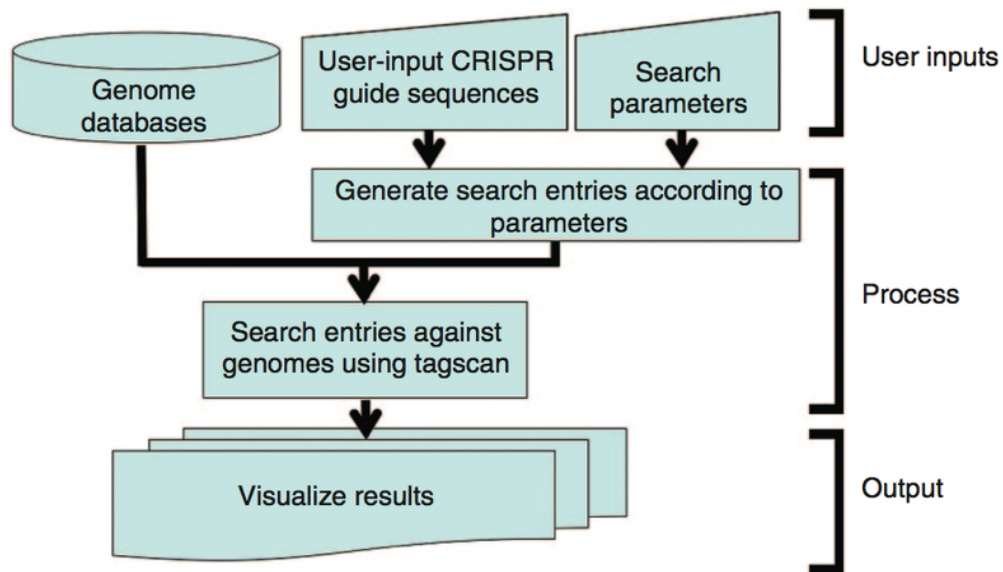 Genome
databases
User-input CRISPR
guide sequences
Search
parameters
User inputs
Generate search entries according to
parameters
Process
Search entries against
genomes using tagscan
Visualize results
Output